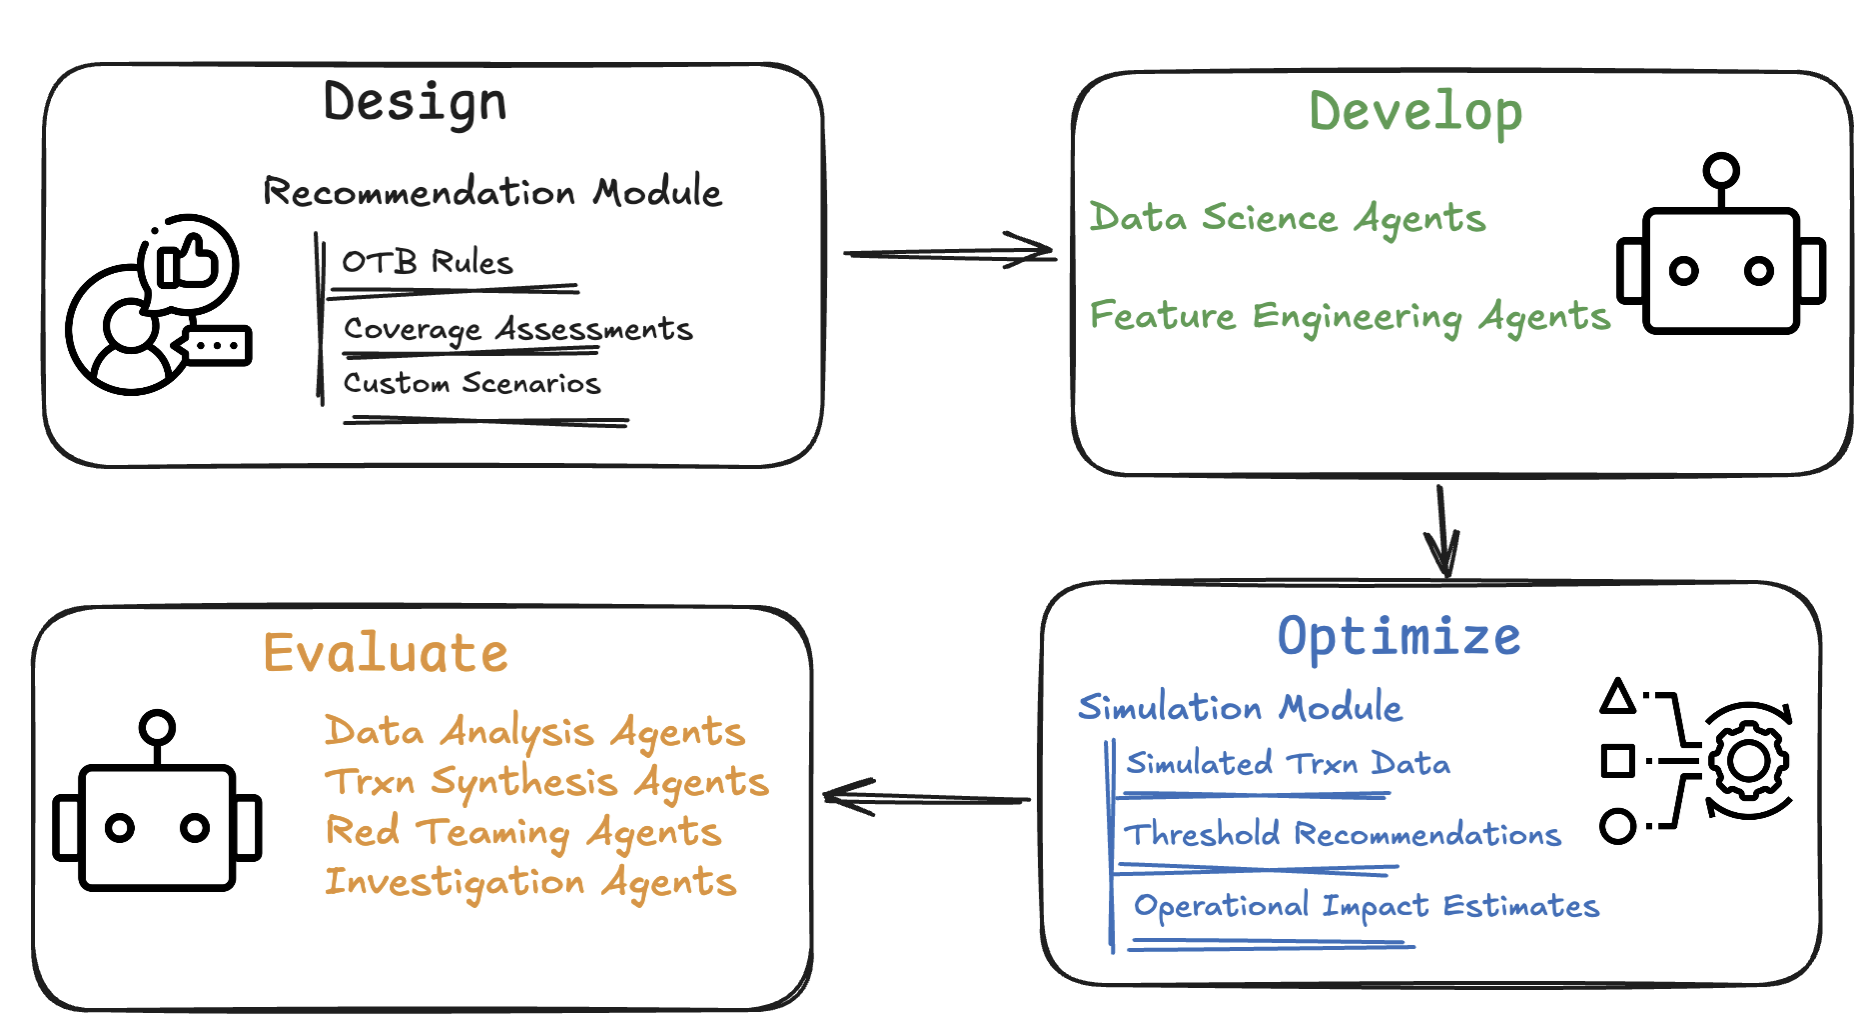 Design
Recommendation Module
OTB Rules
Coverage Assessments
Custom Scenarios
Develop
Data Science Agents
Feature Engineering Agents
Optimize
Simulation Module
Simulated Trxn Data
Threshold Recommendations
Operational Impact Estimates
Evaluate
Data Analysis Agents
Trxn Synthesis Agents
Red Teaming Agents
Investigation Agents